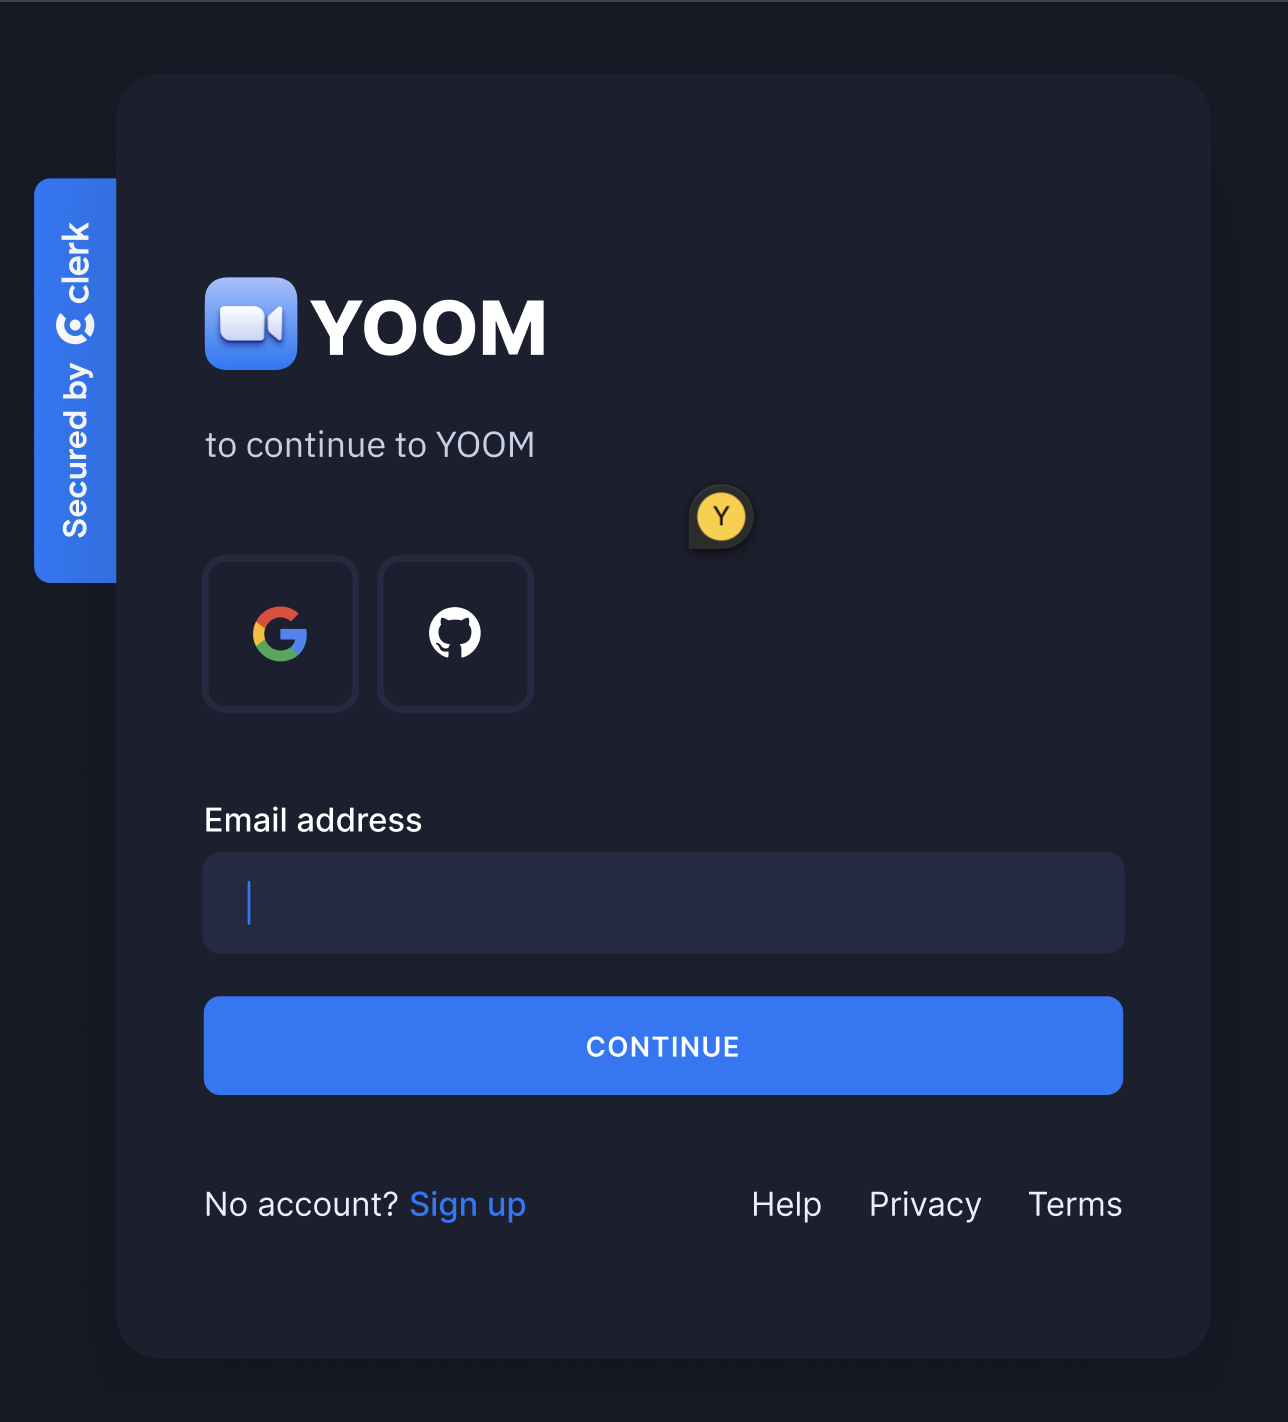 Secured by clerk
YOOM
to continue to YOOM
Y
Email address
CONTINUE
No account? Sign up Help Privacy Terms